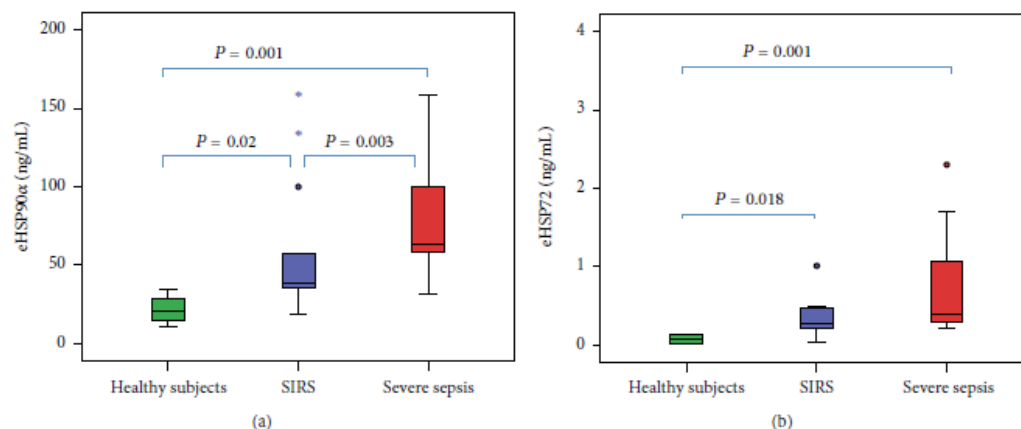 200
150
100
50
0
eHSP90α (ng/mL)
P = 0.001
P = 0.02
P = 0.003
Healthy subjects
SIRS
Severe sepsis
(a)
4
3
2
1
0
eHSP72 (ng/mL)
P = 0.001
P = 0.018
Healthy subjects
SIRS
Severe sepsis
(b)